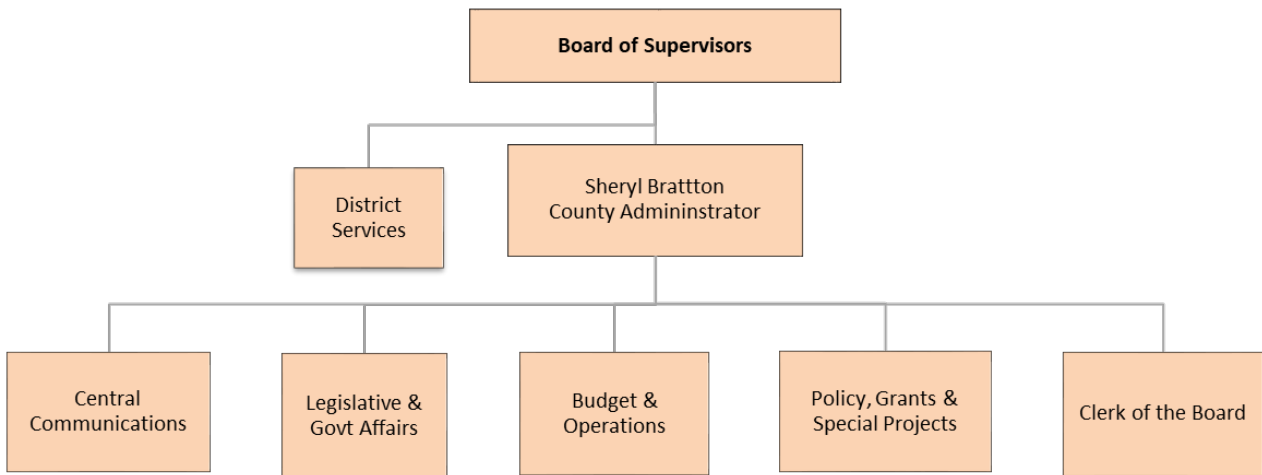 Board of Supervisors
District
Services
Sheryl Brattton
County Admininstrator
Central
Communications
Legislative &
Govt Affairs
Budget &
Operations
Policy, Grants &
Special Projects
Clerk of the Board